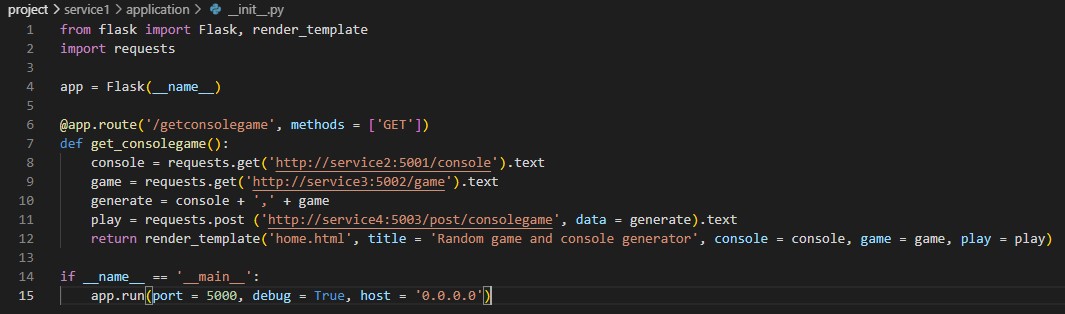 project > service1 > application > __init__.py
1 from flask import Flask, render_template
2 import requests
3
4 app = Flask(__name__)
5
6 @app.route('/getconsolegame', methods = ['GET'])
7 def get_consolegame():
8     console = requests.get('http://service2:5001/console').text
9     game = requests.get('http://service3:5002/game').text
10     generate = console + ',' + game
11     play = requests.post ('http://service4:5003/post/consolegame', data = generate).text
12     return render_template('home.html', title = 'Random game and console generator', console = console, game = game, play = play)
13
14 if __name__ == '__main__':
15     app.run(port = 5000, debug = True, host = '0.0.0.0')